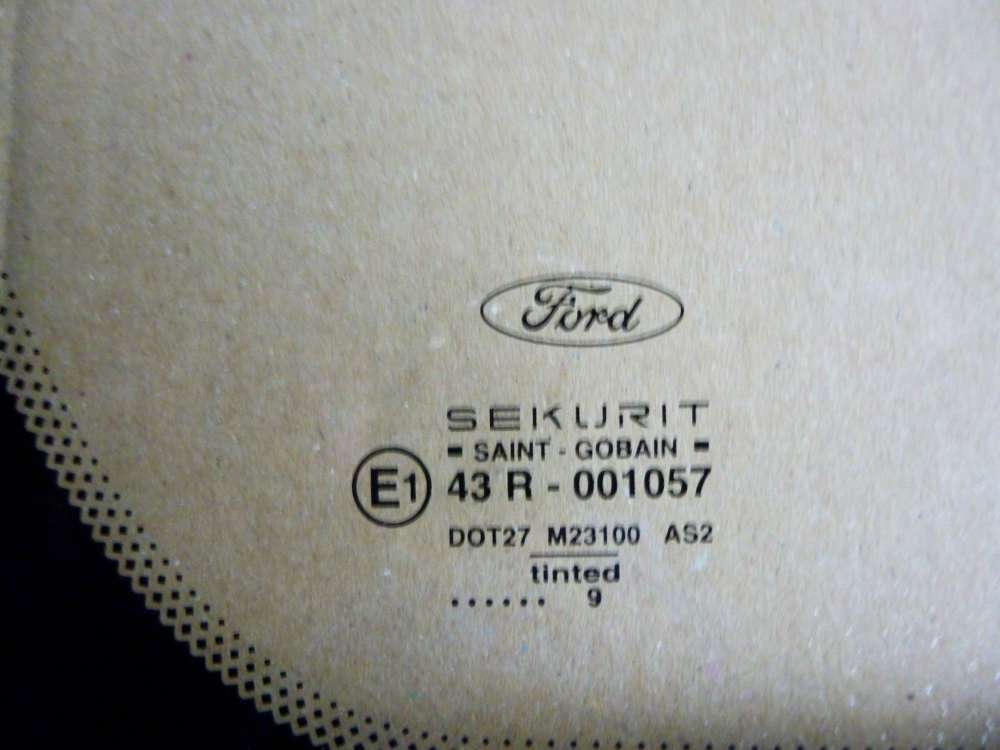 Ford
SEKURIT
SAINT - GOBAIN
E1 43 R - 001057
DOT27 M23100 AS2
tinted
...... 9